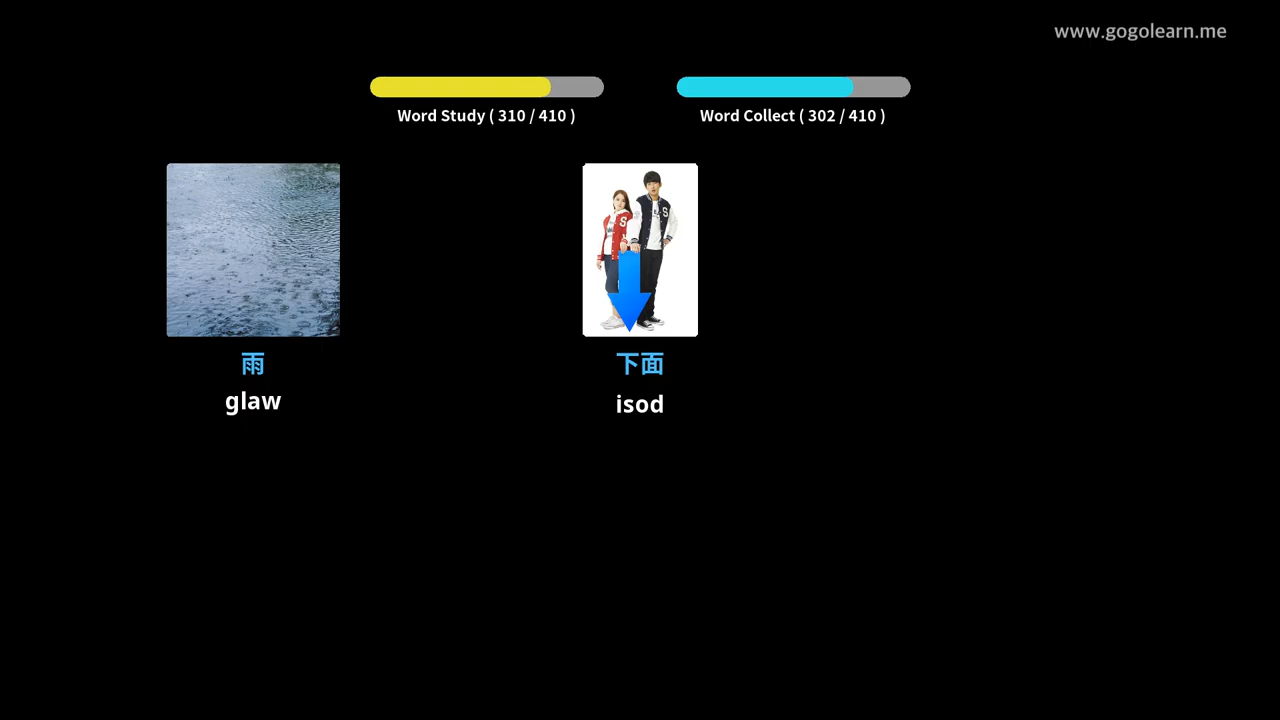 www.gogolearn.me
Word Study ( 310 / 410 )
Word Collect ( 302 / 410 )
雨
glaw
下面
isod